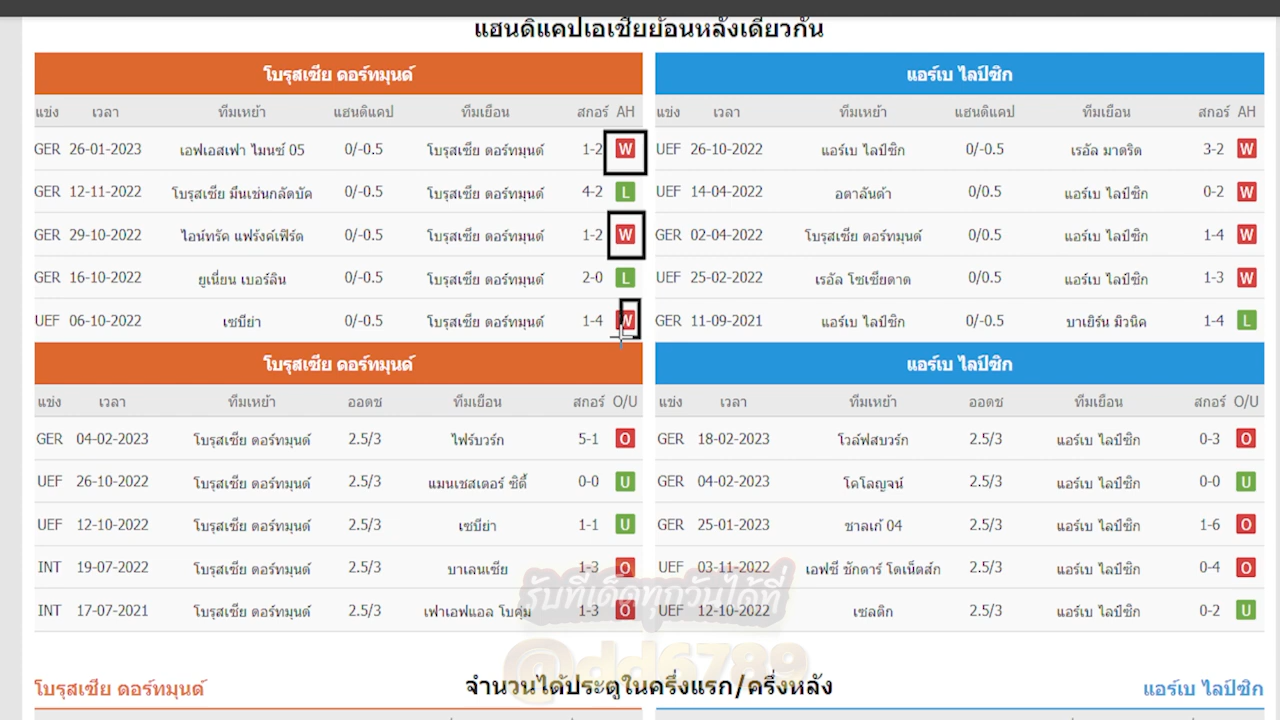 แฮนดิแคปเอเชียย้อนหลังเดียวกัน
โบรุสเซีย ดอร์ทมุนด์
แข่ง เวลา ทีมเหย้า แฮนดิแคป ทีมเยือน สกอร์ AH
GER 26-01-2023 เอฟเอสเฟา ไมนซ์ 05 0/-0.5 โบรุสเซีย ดอร์ทมุนด์ 1-2 W
GER 12-11-2022 โบรุสเซีย มึนเช่นกลัดบัค 0/-0.5 โบรุสเซีย ดอร์ทมุนด์ 4-2 L
GER 29-10-2022 ไอน์ทรัค แฟร้งค์เฟิร์ต 0/-0.5 โบรุสเซีย ดอร์ทมุนด์ 1-2 W
GER 16-10-2022 ยูเนี่ยน เบอร์ลิน 0/-0.5 โบรุสเซีย ดอร์ทมุนด์ 2-0 L
UEF 06-10-2022 เซบีย่า 0/-0.5 โบรุสเซีย ดอร์ทมุนด์ 1-4 W
แอร์เบ ไลป์ซิก
แข่ง เวลา ทีมเหย้า แฮนดิแคป ทีมเยือน สกอร์ AH
UEF 26-10-2022 แอร์เบ ไลป์ซิก 0/-0.5 เรอัล มาดริด 3-2 W
UEF 14-04-2022 อตาลันต้า 0/0.5 แอร์เบ ไลป์ซิก 0-2 W
GER 02-04-2022 โบรุสเซีย ดอร์ทมุนด์ 0/0.5 แอร์เบ ไลป์ซิก 1-4 W
UEF 25-02-2022 เรอัล โซเซียดาด 0/0.5 แอร์เบ ไลป์ซิก 1-3 W
GER 11-09-2021 แอร์เบ ไลป์ซิก 0/-0.5 บาเยิร์น มิวนิค 1-4 L
โบรุสเซีย ดอร์ทมุนด์
แข่ง เวลา ทีมเหย้า ออดซ ทีมเยือน สกอร์ O/U
GER 04-02-2023 โบรุสเซีย ดอร์ทมุนด์ 2.5/3 ไฟร์บวร์ก 5-1 O
UEF 26-10-2022 โบรุสเซีย ดอร์ทมุนด์ 2.5/3 แมนเชสเตอร์ ซิตี้ 0-0 U
UEF 12-10-2022 โบรุสเซีย ดอร์ทมุนด์ 2.5/3 เซบีย่า 1-1 U
INT 19-07-2022 โบรุสเซีย ดอร์ทมุนด์ 2.5/3 บาเลนเซีย 1-3 O
INT 17-07-2021 โบรุสเซีย ดอร์ทมุนด์ 2.5/3 เฟาเอฟแอล โบคุ่ม 1-3 O
แอร์เบ ไลป์ซิก
แข่ง เวลา ทีมเหย้า ออดซ ทีมเยือน สกอร์ O/U
GER 18-02-2023 โวล์ฟสบวร์ก 2.5/3 แอร์เบ ไลป์ซิก 0-3 O
GER 04-02-2023 โคโลญจน์ 2.5/3 แอร์เบ ไลป์ซิก 0-0 U
GER 25-01-2023 ชาลเก้ 04 2.5/3 แอร์เบ ไลป์ซิก 1-6 O
UEF 03-11-2022 เอฟซี ชัคตาร์ โดเน็ตส์ก 2.5/3 แอร์เบ ไลป์ซิก 0-4 O
UEF 12-10-2022 เซลติก 2.5/3 แอร์เบ ไลป์ซิก 0-2 U
รับทีเด็ดทุกวันได้ที่
@dd6789
โบรุสเซีย ดอร์ทมุนด์ จำนวนได้ประตูในครึ่งแรก/ครึ่งหลัง แอร์เบ ไลป์ซิก